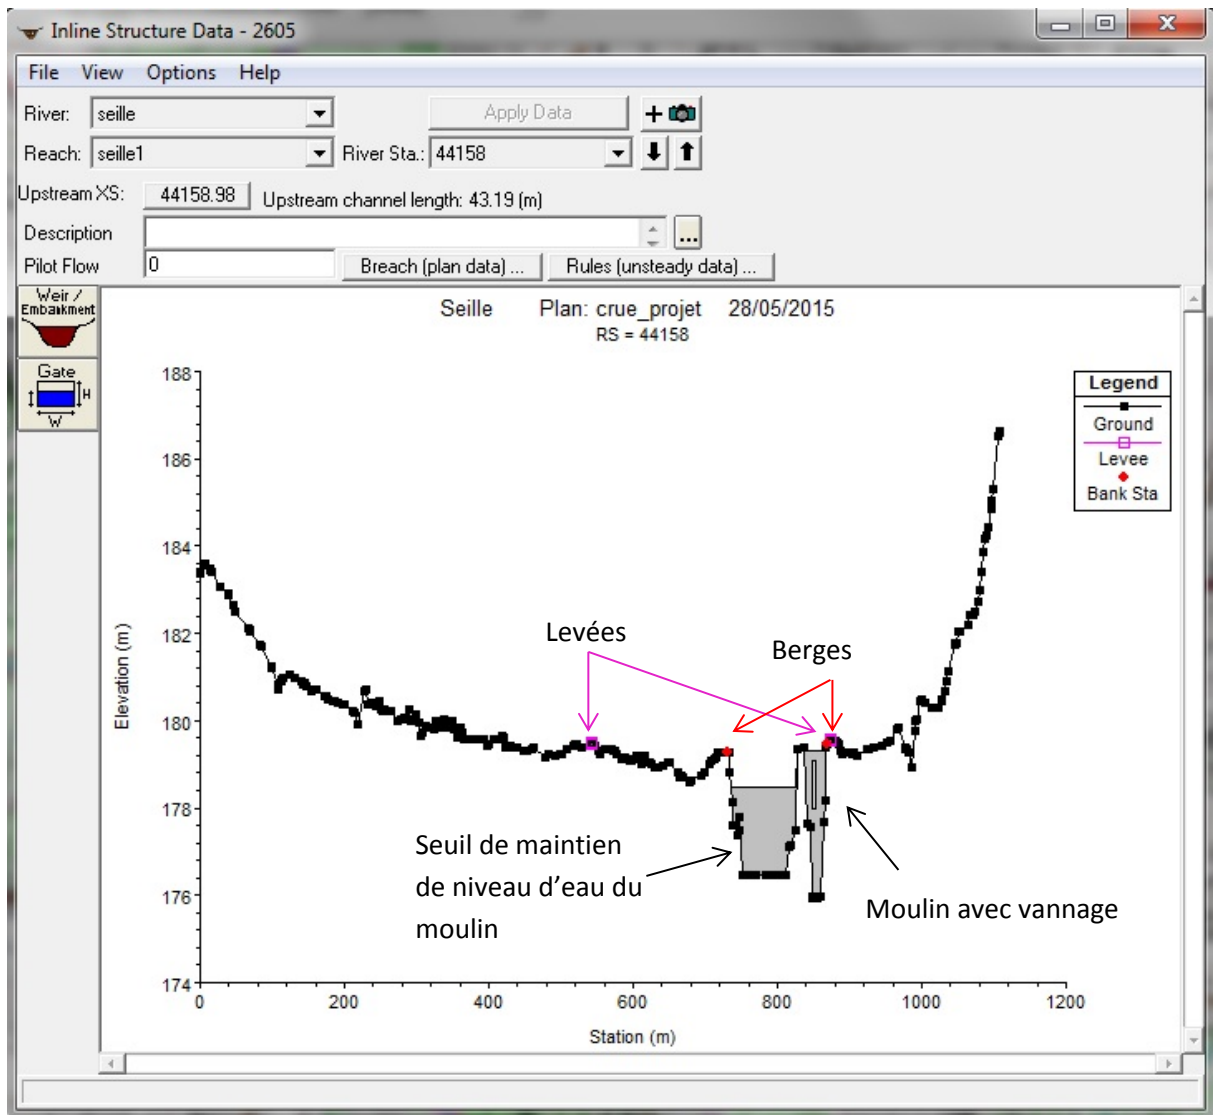 Inline Structure Data - 2605
File View Options Help
River: seille Apply Data
Reach: seille1 River Sta.: 44158
Upstream XS: 44158.98 Upstream channel length: 43.19 (m)
Description ...
Pilot Flow 0 Breach (plan data) ... Rules (unsteady data) ...
Weir /
Embankment
Gate
H
W
Seille Plan: crue_projet 28/05/2015
RS = 44158
188
186
184
182
180
178
176
174
Elevation (m)
0 200 400 600 800 1000 1200
Station (m)
Legend
Ground
Levee
Bank Sta
Levées
Berges
Seuil de maintien
de niveau d'eau du
moulin
Moulin avec vannage